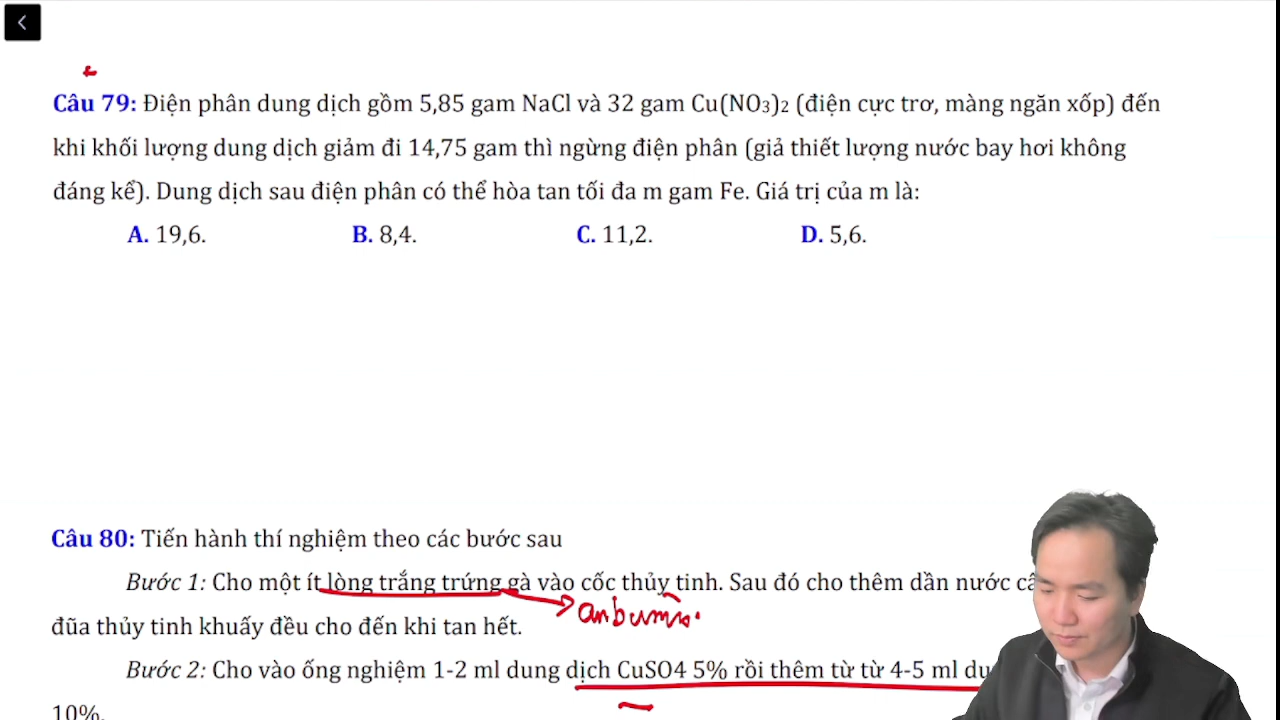 Câu 79: Điện phân dung dịch gồm 5,85 gam NaCl và 32 gam Cu(NO3)2 (điện cực trơ, màng ngăn xốp) đến
khi khối lượng dung dịch giảm đi 14,75 gam thì ngừng điện phân (giả thiết lượng nước bay hơi không
đáng kể). Dung dịch sau điện phân có thể hòa tan tối đa m gam Fe. Giá trị của m là:
A. 19,6. B. 8,4. C. 11,2. D. 5,6.
Câu 80: Tiến hành thí nghiệm theo các bước sau
Bước 1: Cho một ít lòng trắng trứng gà vào cốc thủy tinh. Sau đó cho thêm dần nước
anbumin
đũa thủy tinh khuấy đều cho đến khi tan hết.
Bước 2: Cho vào ống nghiệm 1-2 ml dung dịch CuSO4 5% rồi thêm từ từ 4-5 ml
10%.